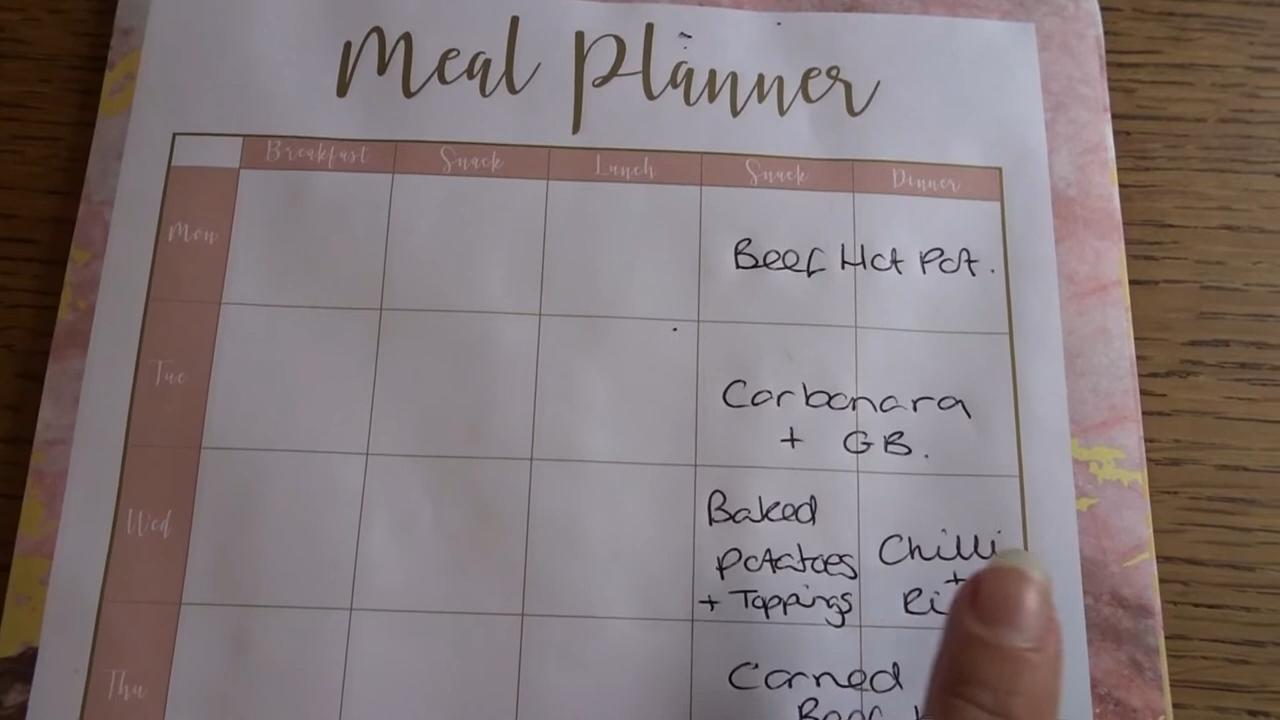 Meal Planner
Breakfast Snack Lunch Snack Dinner
Mon
Beef Hot Pot.
Tue
Carbonara
+ GB.
Wed
Baked
Potatoes
+ Toppings
Chilli
+
Thu
Corned
Beef